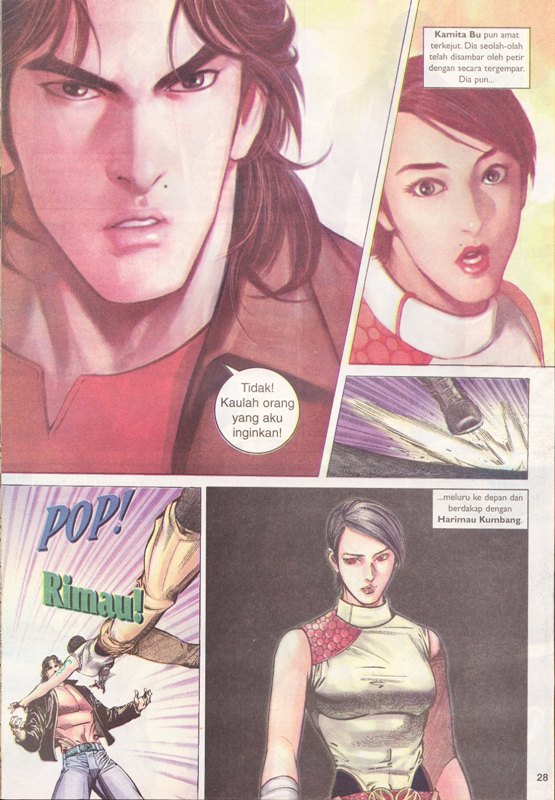 Kamita Bu pun amat
terkejut. Dia seolah-olah
telah disambar oleh petir
dengan secara tergempar.
Dia pun...
Tidak!
Kaulah orang
yang aku
inginkan!
POP!
Rimau!
...meluru ke depan dan
berdakap dengan
Harimau Kumbang.
28